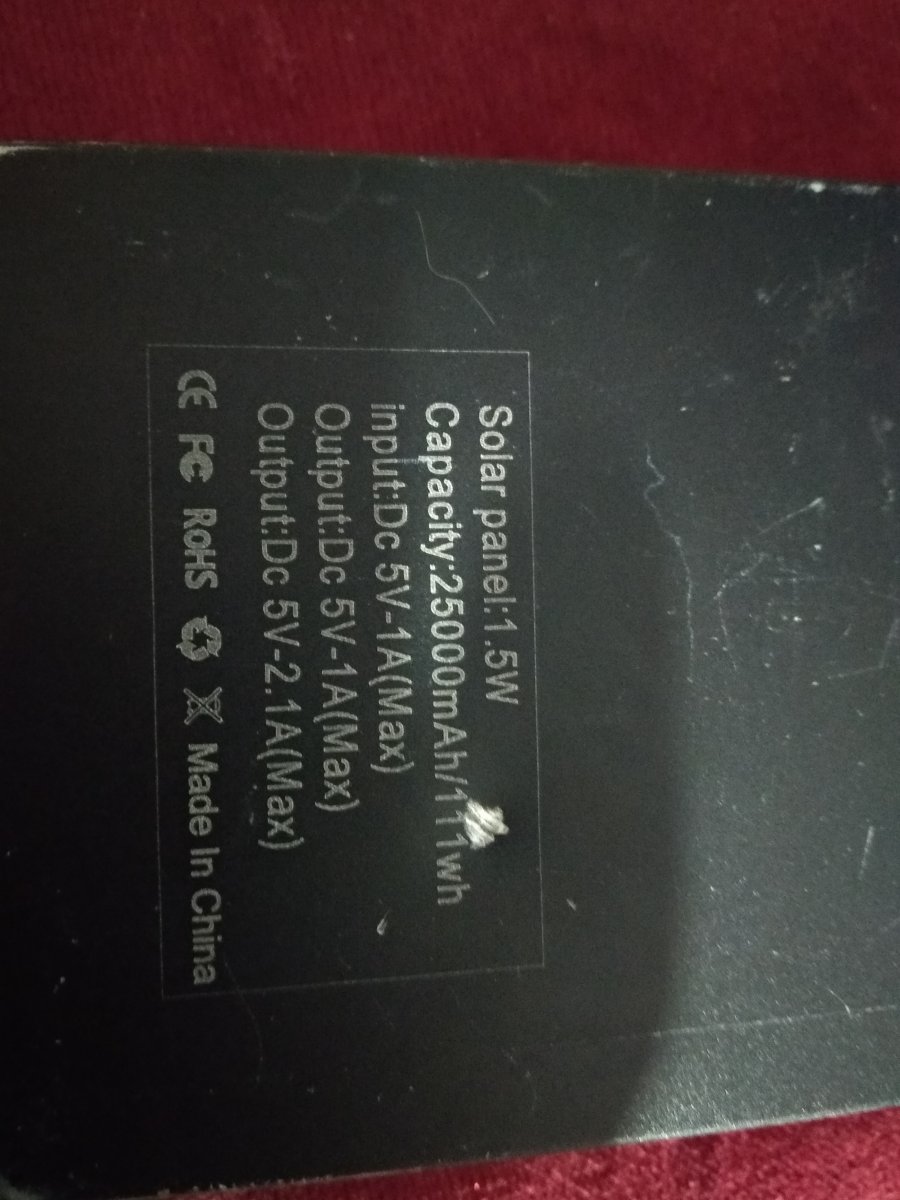 Solar panel:1.5W
Capacity:25000mAh/111wh
input:Dc 5V-1A(Max)
Output:Dc 5V-1A(Max)
Output:Dc 5V-2.1A(Max)
CE FC RoHS Made In China